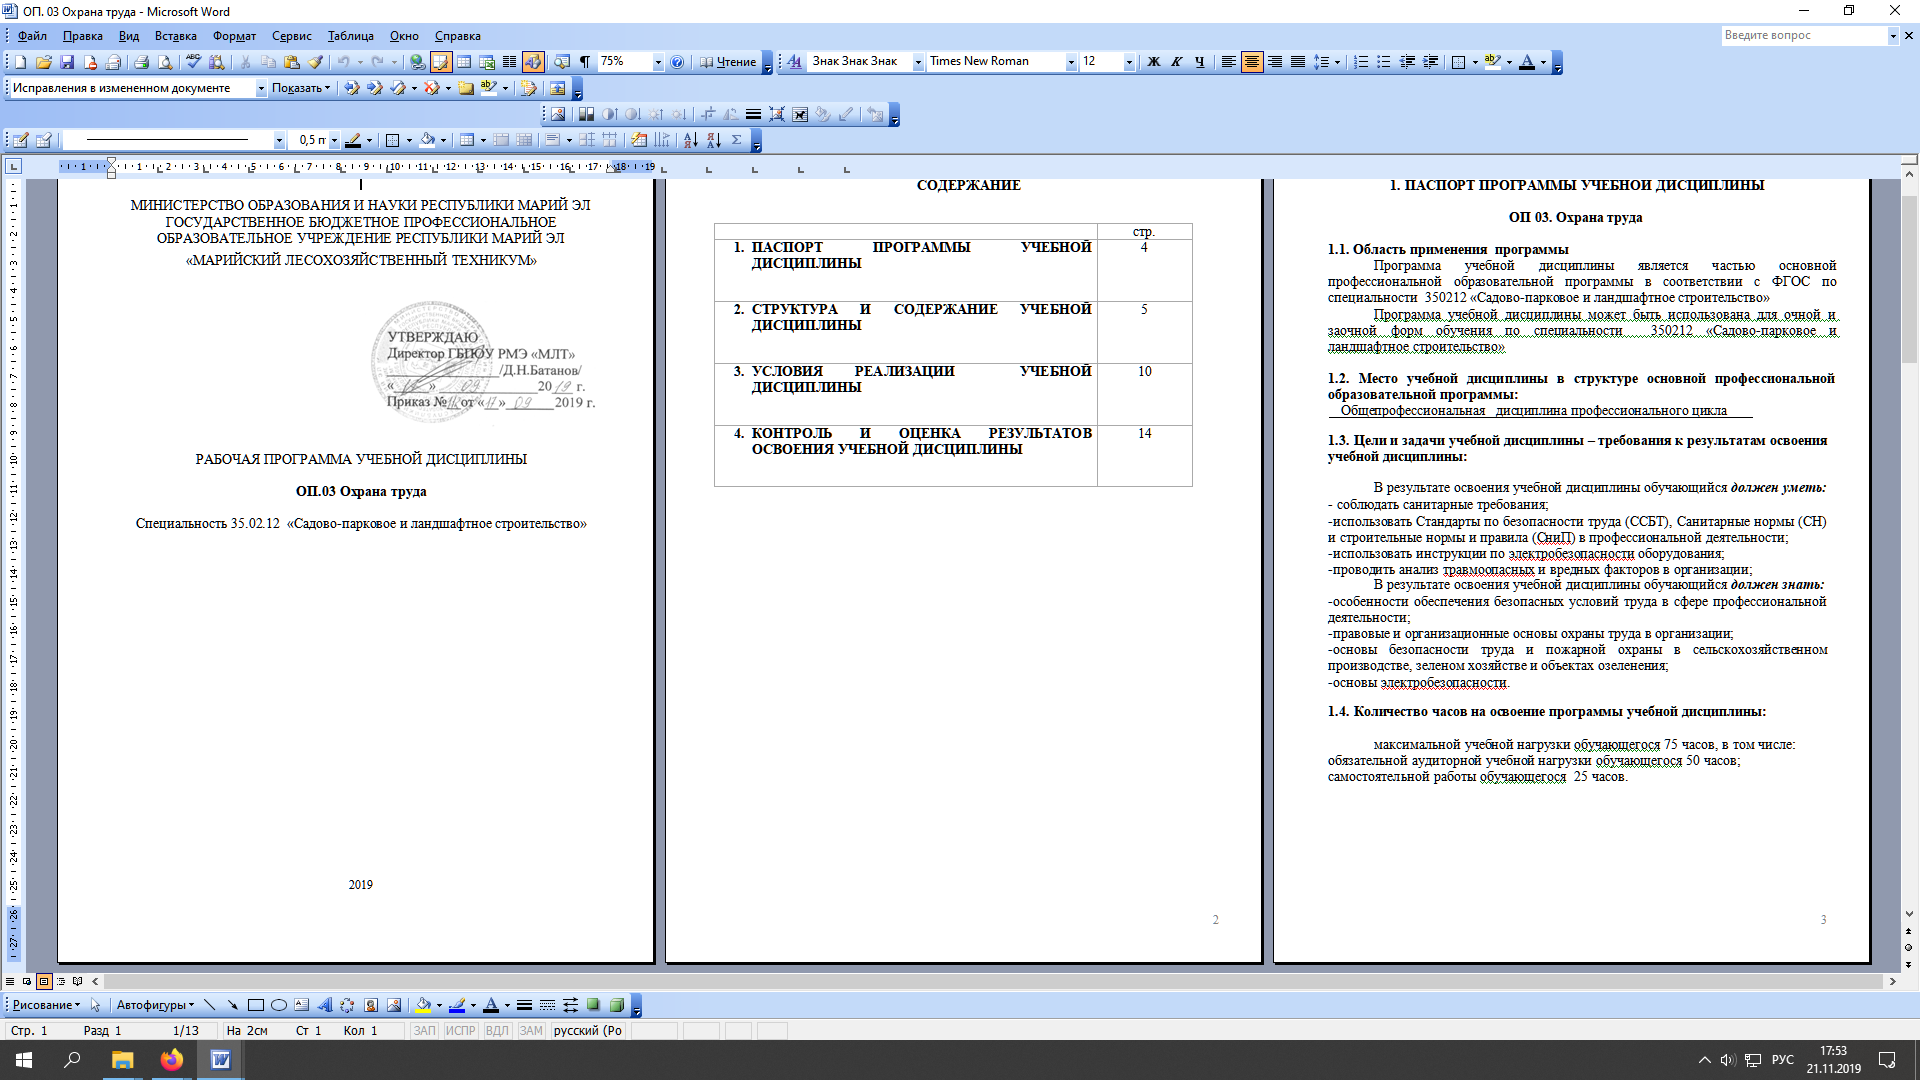 ОП. 03 Охрана труда - Microsoft Word
Файл Правка Вид Вставка Формат Сервис Таблица Окно Справка
Введите вопрос
75% Чтение Знак Знак Знак Times New Roman 12 Ж К Ч
Исправления в измененном документе Показать
0,5 п
МИНИСТЕРСТВО ОБРАЗОВАНИЯ И НАУКИ РЕСПУБЛИКИ МАРИЙ ЭЛ
ГОСУДАРСТВЕННОЕ БЮДЖЕТНОЕ ПРОФЕССИОНАЛЬНОЕ
ОБРАЗОВАТЕЛЬНОЕ УЧРЕЖДЕНИЕ РЕСПУБЛИКИ МАРИЙ ЭЛ
«МАРИЙСКИЙ ЛЕСОХОЗЯЙСТВЕННЫЙ ТЕХНИКУМ»
УТВЕРЖДАЮ
Директор ГБПОУ РМЭ «МЛТ»
/Д.Н.Батанов/
09 2019 г.
Приказ № от «17» 09 2019 г.
РАБОЧАЯ ПРОГРАММА УЧЕБНОЙ ДИСЦИПЛИНЫ
ОП.03 Охрана труда
Специальность 35.02.12 «Садово-парковое и ландшафтное строительство»
2019
СОДЕРЖАНИЕ
стр.
1. ПАСПОРТ ПРОГРАММЫ УЧЕБНОЙ 4
ДИСЦИПЛИНЫ
2. СТРУКТУРА И СОДЕРЖАНИЕ УЧЕБНОЙ 5
ДИСЦИПЛИНЫ
3. УСЛОВИЯ РЕАЛИЗАЦИИ УЧЕБНОЙ 10
ДИСЦИПЛИНЫ
4. КОНТРОЛЬ И ОЦЕНКА РЕЗУЛЬТАТОВ 14
ОСВОЕНИЯ УЧЕБНОЙ ДИСЦИПЛИНЫ
2
1. ПАСПОРТ ПРОГРАММЫ УЧЕБНОЙ ДИСЦИПЛИНЫ
ОП 03. Охрана труда
1.1. Область применения программы
Программа учебной дисциплины является частью основной
профессиональной образовательной программы в соответствии с ФГОС по
специальности 350212 «Садово-парковое и ландшафтное строительство»
Программа учебной дисциплины может быть использована для очной и
заочной форм обучения по специальности 350212 «Садово-парковое и
ландшафтное строительство»
1.2. Место учебной дисциплины в структуре основной профессиональной
образовательной программы:
Общепрофессиональная дисциплина профессионального цикла
1.3. Цели и задачи учебной дисциплины – требования к результатам освоения
учебной дисциплины:
В результате освоения учебной дисциплины обучающийся должен уметь:
- соблюдать санитарные требования;
-использовать Стандарты по безопасности труда (ССБТ), Санитарные нормы (СН)
и строительные нормы и правила (СниП) в профессиональной деятельности;
-использовать инструкции по электробезопасности оборудования;
-проводить анализ травмоопасных и вредных факторов в организации;
В результате освоения учебной дисциплины обучающийся должен знать:
-особенности обеспечения безопасных условий труда в сфере профессиональной
деятельности;
-правовые и организационные основы охраны труда в организации;
-основы безопасности труда и пожарной охраны в сельскохозяйственном
производстве, зеленом хозяйстве и объектах озеленения;
-основы электробезопасности.
1.4. Количество часов на освоение программы учебной дисциплины:
максимальной учебной нагрузки обучающегося 75 часов, в том числе:
обязательной аудиторной учебной нагрузки обучающегося 50 часов;
самостоятельной работы обучающегося 25 часов.
3
Рисование Автофигуры
Стр. 1 Разд 1 1/13 На 2см Ст 1 Кол 1 ЗАП ИСПР ВДЛ ЗАМ русский (Ро
РУС 17:53
21.11.2019